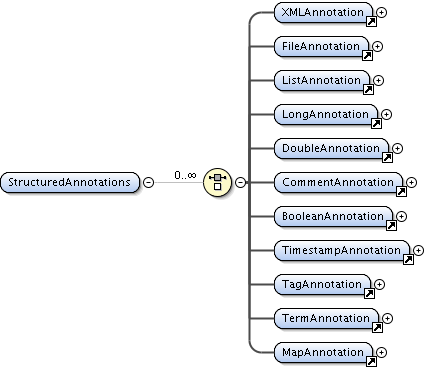 XMLAnnotation
FileAnnotation
ListAnnotation
LongAnnotation
DoubleAnnotation
StructuredAnnotations
0..∞
CommentAnnotation
BooleanAnnotation
TimestampAnnotation
TagAnnotation
TermAnnotation
MapAnnotation